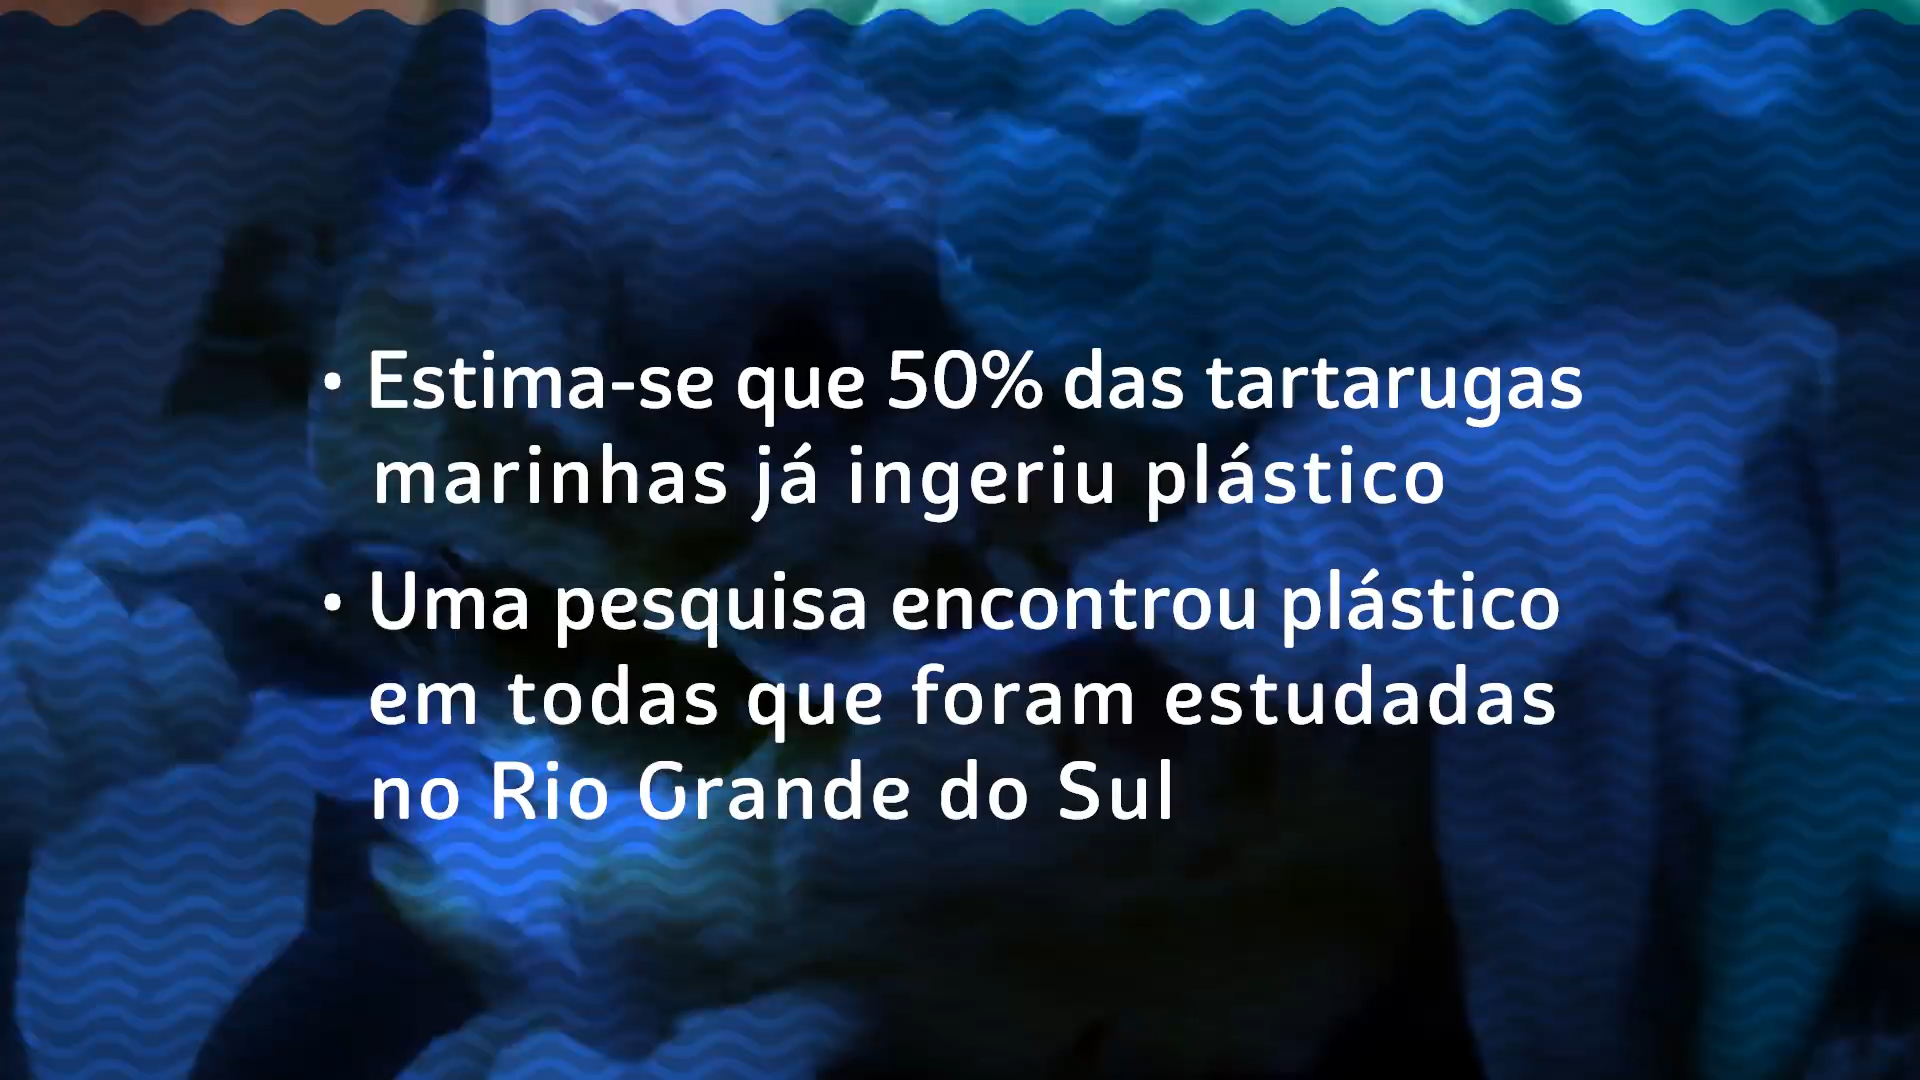 • Estima-se que 50% das tartarugas
marinhas já ingeriu plástico
• Uma pesquisa encontrou plástico
em todas que foram estudadas
no Rio Grande do Sul